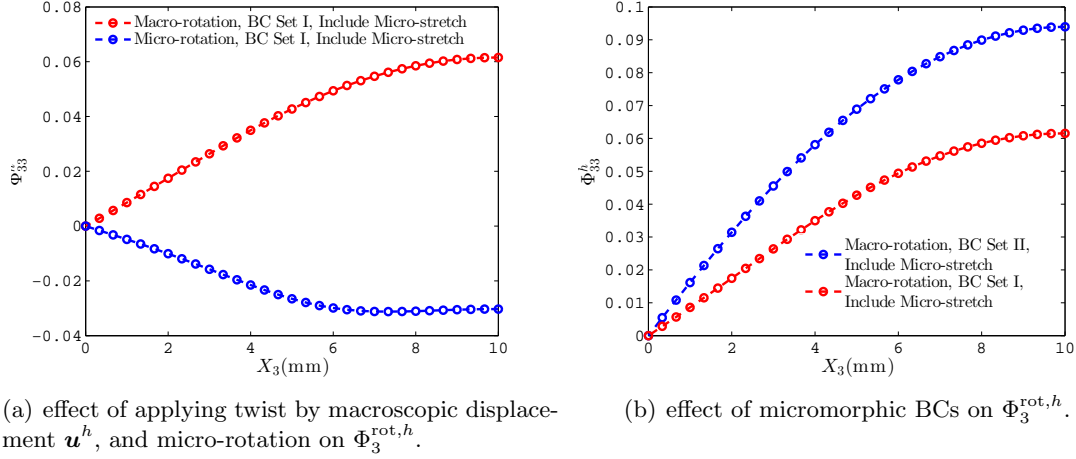 Macro-rotation, BC Set I, Include Micro-stretch
Micro-rotation, BC Set I, Include Micro-stretch
0.08
0.06
0.04
0.02
0
−0.02
−0.04
0
2
4
6
8
10
X₃(mm)
0.1
0.09
0.08
0.07
0.06
0.05
0.04
0.03
0.02
0.01
0
Φ₃₃ʰ
Macro-rotation, BC Set II,
Include Micro-stretch
Macro-rotation, BC Set I,
Include Micro-stretch
0
2
4
6
8
10
X₃(mm)
(a) effect of applying twist by macroscopic displace-
ment uʰ, and micro-rotation on Φ₃^{rot,h}.
(b) effect of micromorphic BCs on Φ₃^{rot,h}.